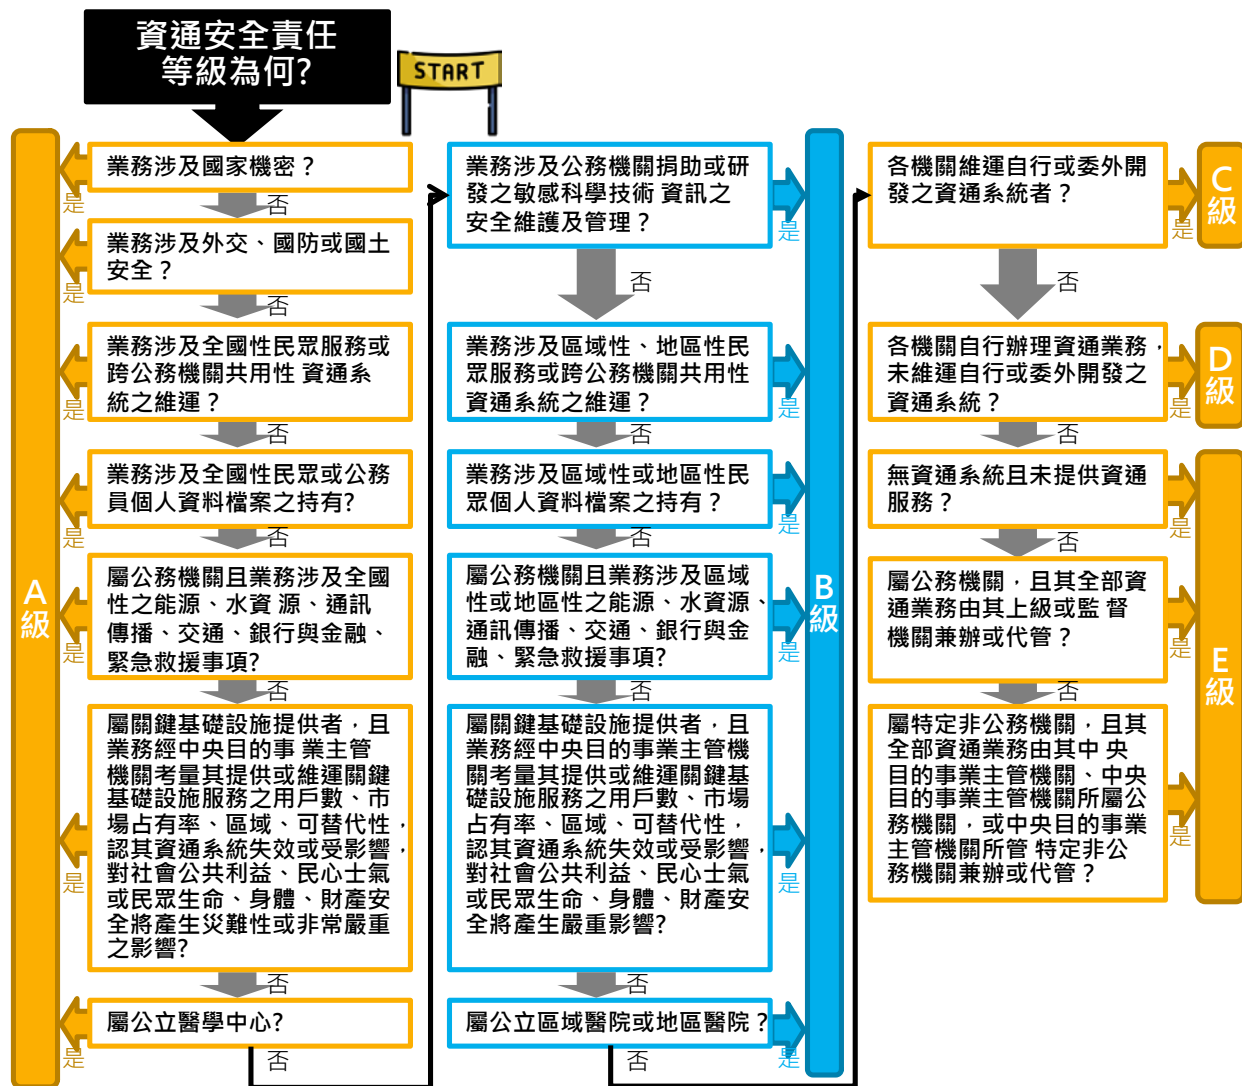 資通安全責任
等級為何?
START
業務涉及國家機密？
是
否
業務涉及外交、國防或國土
安全？
是
否
業務涉及全國性民眾服務或
跨公務機關共用性 資通系
統之維運？
是
否
業務涉及全國性民眾或公務
員個人資料檔案之持有?
是
否
屬公務機關且業務涉及全國
性之能源、水資 源、通訊
傳播、交通、銀行與金融、
緊急救援事項?
是
否
屬關鍵基礎設施提供者，且
業務經中央目的事 業主管
機關考量其提供或維運關鍵
基礎設施服務之用戶數、市
場占有率、區域、可替代性，
認其資通系統失效或受影響，
對社會公共利益、民心士氣
或民眾生命、身體、財產安
全將產生災難性或非常嚴重
之影響?
是
否
屬公立醫學中心?
是
否
A
級
業務涉及公務機關捐助或研
發之敏感科學技術 資訊之
安全維護及管理？
是
否
業務涉及區域性、地區性民
眾服務或跨公務機關共用性
資通系統之維運？
是
否
業務涉及區域性或地區性民
眾個人資料檔案之持有？
是
否
屬公務機關且業務涉及區域
性或地區性之能源、水資源、
通訊傳播、交通、銀行與金
融、緊急救援事項?
是
否
屬關鍵基礎設施提供者，且
業務經中央目的事業主管機
關考量其提供或維運關鍵基
礎設施服務之用戶數、市場
占有率、區域、可替代性，
認其資通系統失效或受影響，
對社會公共利益、民心士氣
或民眾生命、身體、財產安
全將產生嚴重影響?
是
否
屬公立區域醫院或地區醫院？
是
否
B
級
各機關維運自行或委外開
發之資通系統者？
是
否
C
級
各機關自行辦理資通業務，
未維運自行或委外開發之
資通系統？
是
否
D
級
無資通系統且未提供資通
服務？
是
否
屬公務機關，且其全部資
通業務由其上級或監 督
機關兼辦或代管？
是
否
屬特定非公務機關，且其
全部資通業務由其中 央
目的事業主管機關、中央
目的事業主管機關所屬公
務機關，或中央目的事業
主管機關所管 特定非公
務機關兼辦或代管？
是
E
級